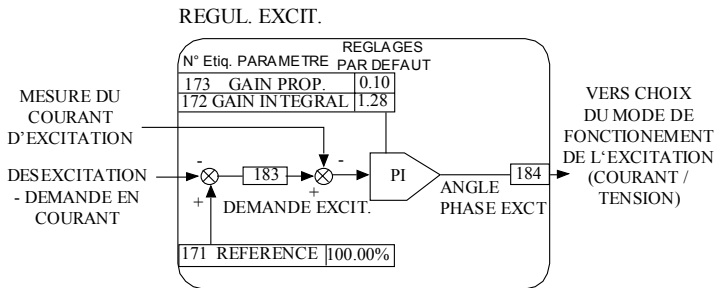 REGUL. EXCIT.
REGLAGES
N° Etiq. PARAMETRE PAR DEFAUT
173 GAIN PROP. 0.10
172 GAIN INTEGRAL 1.28
MESURE DU
COURANT
D'EXCITATION
DESEXCITATION
- DEMANDE EN
COURANT
-
+
183
-
+
DEMANDE EXCIT.
PI
ANGLE
PHASE EXCT
184
171 REFERENCE 100.00%
VERS CHOIX
DU MODE DE
FONCTIONEMENT
DE L‘EXCITATION
(COURANT /
TENSION)